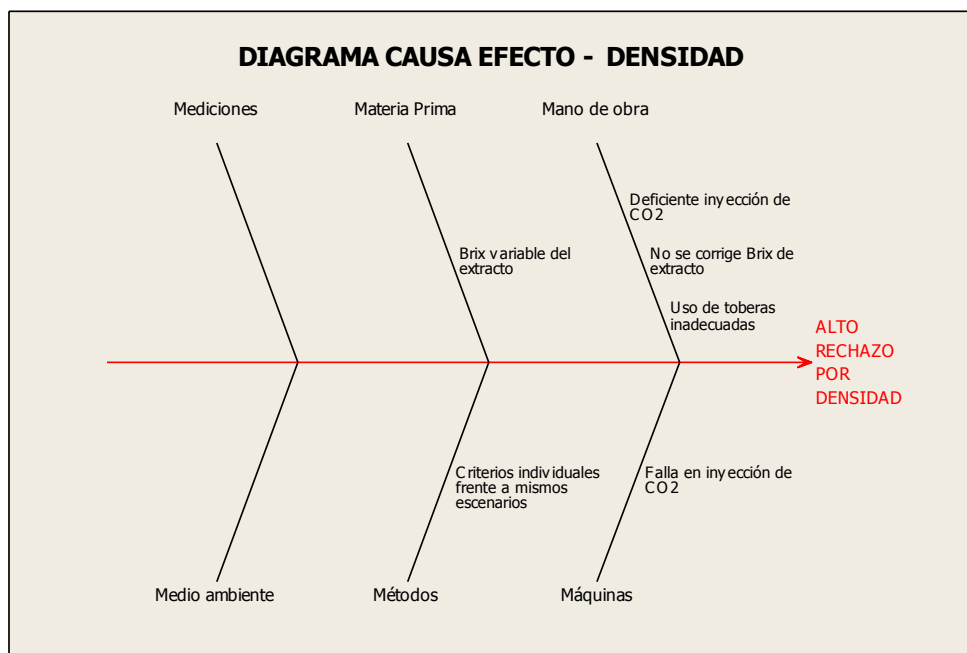 DIAGRAMA CAUSA EFECTO - DENSIDAD
Mediciones
Materia Prima
Mano de obra
Deficiente inyección de
CO2
Brix variable del
extracto
No se corrige Brix de
extracto
Uso de toberas
inadecuadas
ALTO
RECHAZO
POR
DENSIDAD
Criterios individuales
frente a mismos
escenarios
Falla en inyección de
CO2
Medio ambiente
Métodos
Máquinas